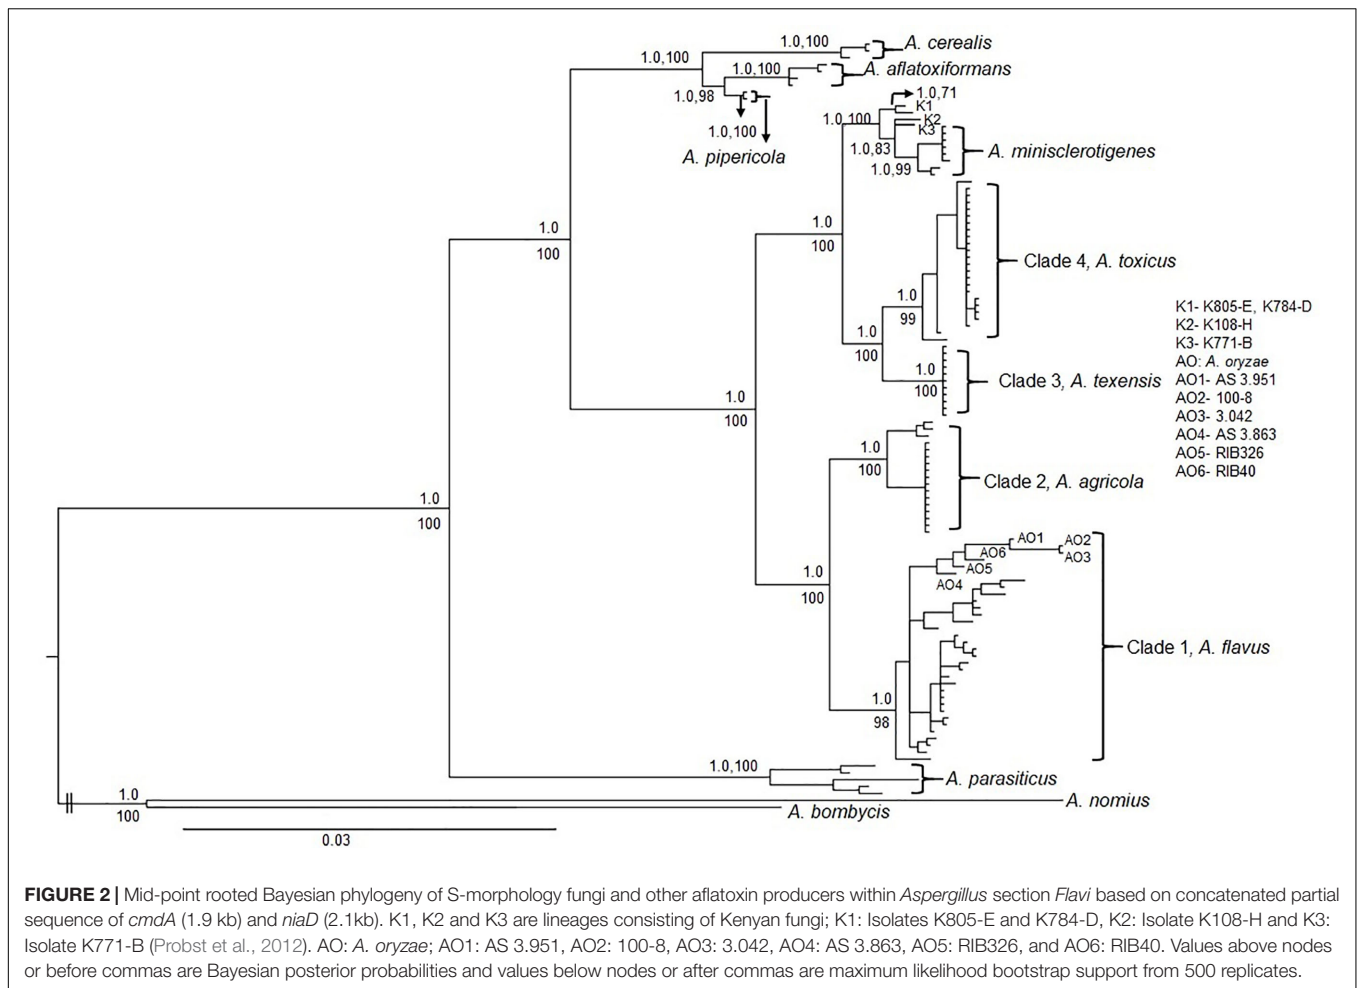 1.0,100
A. cerealis
1.0,100
1.0,100
A. aflatoxiformans
1.0,98
1.0,100
A. pipericola
1.0,71
K1
1.0,100
K2
K3
1.0,83
1.0,99
A. minisclerotigenes
1.0
100
1.0
100
Clade 4, A. toxicus
1.0
99
1.0
100
1.0
100
Clade 3, A. texensis
K1- K805-E, K784-D
K2- K108-H
K3- K771-B
AO: A. oryzae
AO1- AS 3.951
AO2- 100-8
AO3- 3.042
AO4- AS 3.863
AO5- RIB326
AO6- RIB40
1.0
100
1.0
100
Clade 2, A. agricola
1.0
100
AO1
AO2
AO6
AO3
AO5
AO4
1.0
100
Clade 1, A. flavus
1.0
98
1.0,100
A. parasiticus
1.0
100
A. nomius
A. bombycis
0.03
FIGURE 2 | Mid-point rooted Bayesian phylogeny of S-morphology fungi and other aflatoxin producers within Aspergillus section Flavi based on concatenated partial
sequence of cmdA (1.9 kb) and niaD (2.1kb). K1, K2 and K3 are lineages consisting of Kenyan fungi; K1: Isolates K805-E and K784-D, K2: Isolate K108-H and K3:
Isolate K771-B (Probst et al., 2012). AO: A. oryzae; AO1: AS 3.951, AO2: 100-8, AO3: 3.042, AO4: AS 3.863, AO5: RIB326, and AO6: RIB40. Values above nodes
or before commas are Bayesian posterior probabilities and values below nodes or after commas are maximum likelihood bootstrap support from 500 replicates.